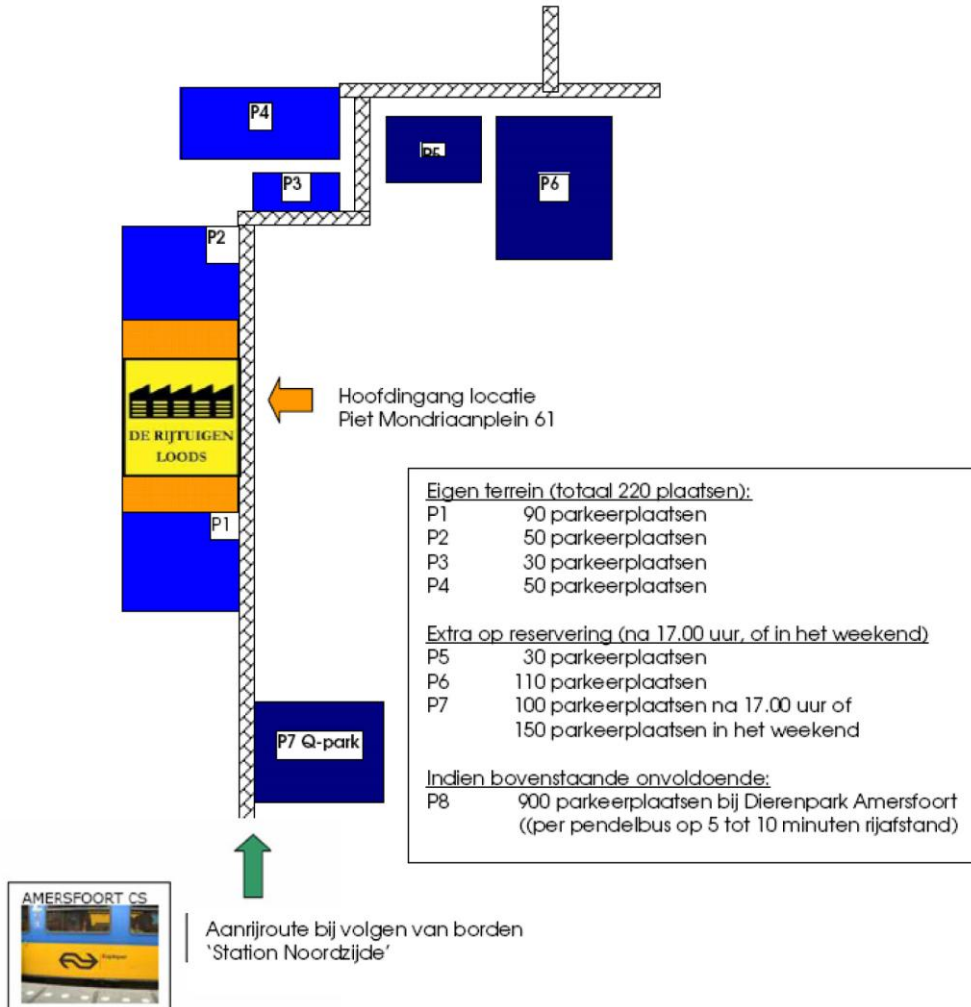 P4
P3
P5
P6
P2
Hoofdingang locatie
Piet Mondriaanplein 61
DE RIJTUIGEN
LOODS
P1
Eigen terrein (totaal 220 plaatsen):
P1 90 parkeerplaatsen
P2 50 parkeerplaatsen
P3 30 parkeerplaatsen
P4 50 parkeerplaatsen
Extra op reservering (na 17.00 uur, of in het weekend)
P5 30 parkeerplaatsen
P6 110 parkeerplaatsen
P7 100 parkeerplaatsen na 17.00 uur of
150 parkeerplaatsen in het weekend
P7 Q-park
Indien bovenstaande onvoldoende:
P8 900 parkeerplaatsen bij Dierenpark Amersfoort
((per pendelbus op 5 tot 10 minuten rijafstand)
AMERSFOORT CS
Aanrijroute bij volgen van borden
‘Station Noordzijde’